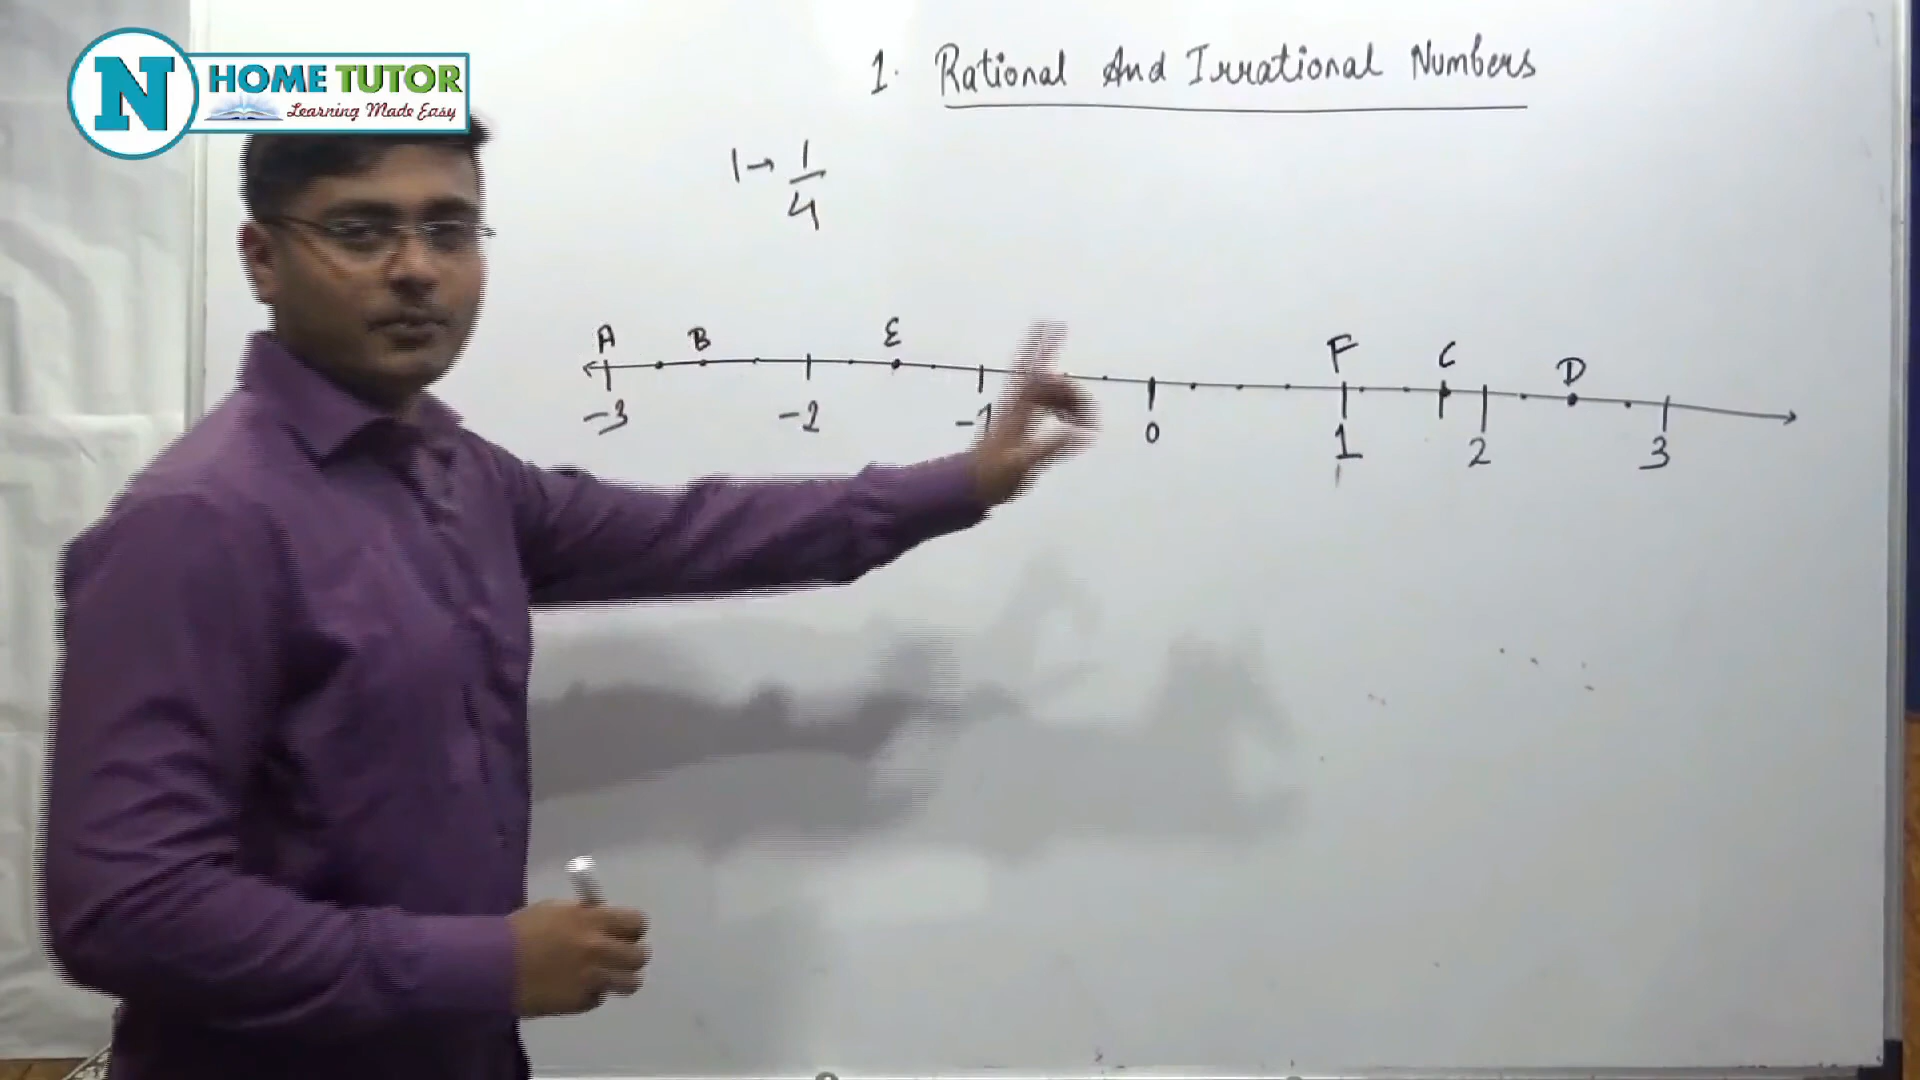 N HOME TUTOR
Learning Made Easy
1. Rational And Irrational Numbers
1 → 1/4
A B E F C D
-3 -2 -1 0 1 2 3